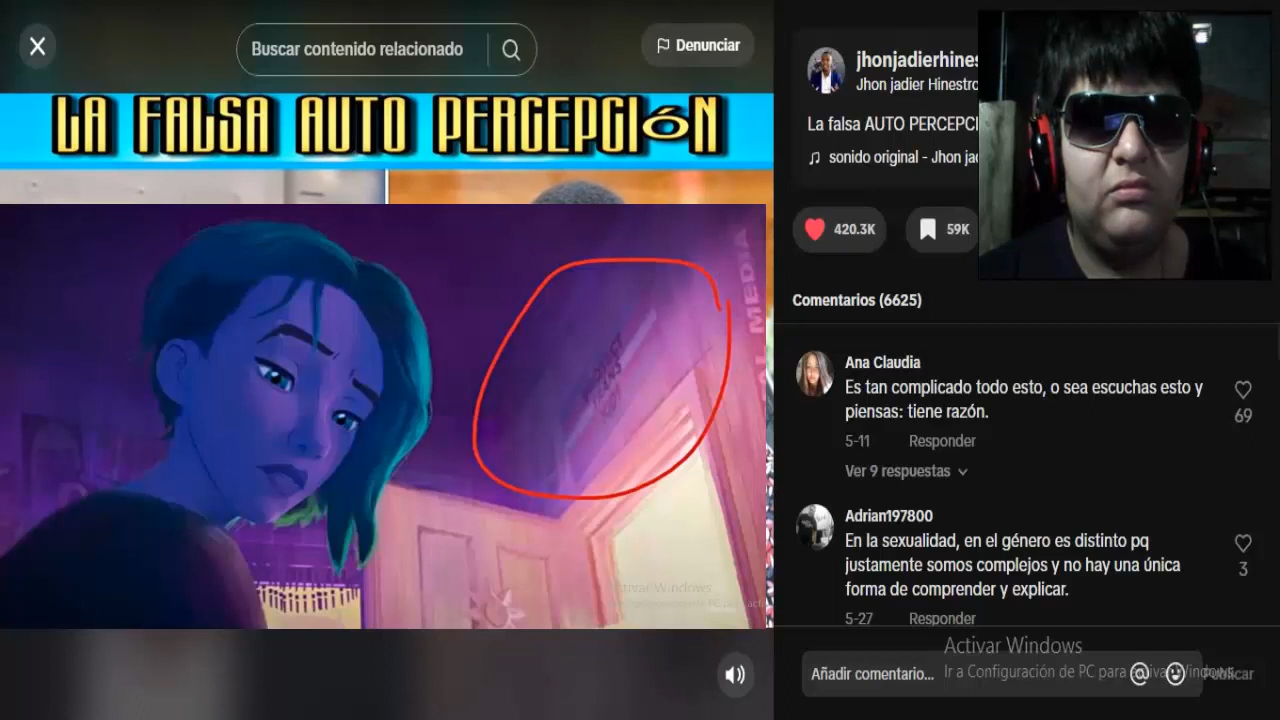 Buscar contenido relacionado
Denunciar
LA FALSA AUTO PERCEPCIóN
jhonjadierhines
Jhon jadier Hinestro
La falsa AUTO PERCEPCI
sonido original - Jhon jad
420.3K
59K
Comentarios (6625)
MEDIA
Ana Claudia
Es tan complicado todo esto, o sea escuchas esto y
piensas: tiene razón.
69
5-11 Responder
Ver 9 respuestas
Adrian197800
En la sexualidad, en el género es distinto pq
justamente somos complejos y no hay una única
forma de comprender y explicar.
3
5-27 Responder
Activar Windows
Ir a Configuración de PC para activar Windows.
Añadir comentario...
Publicar